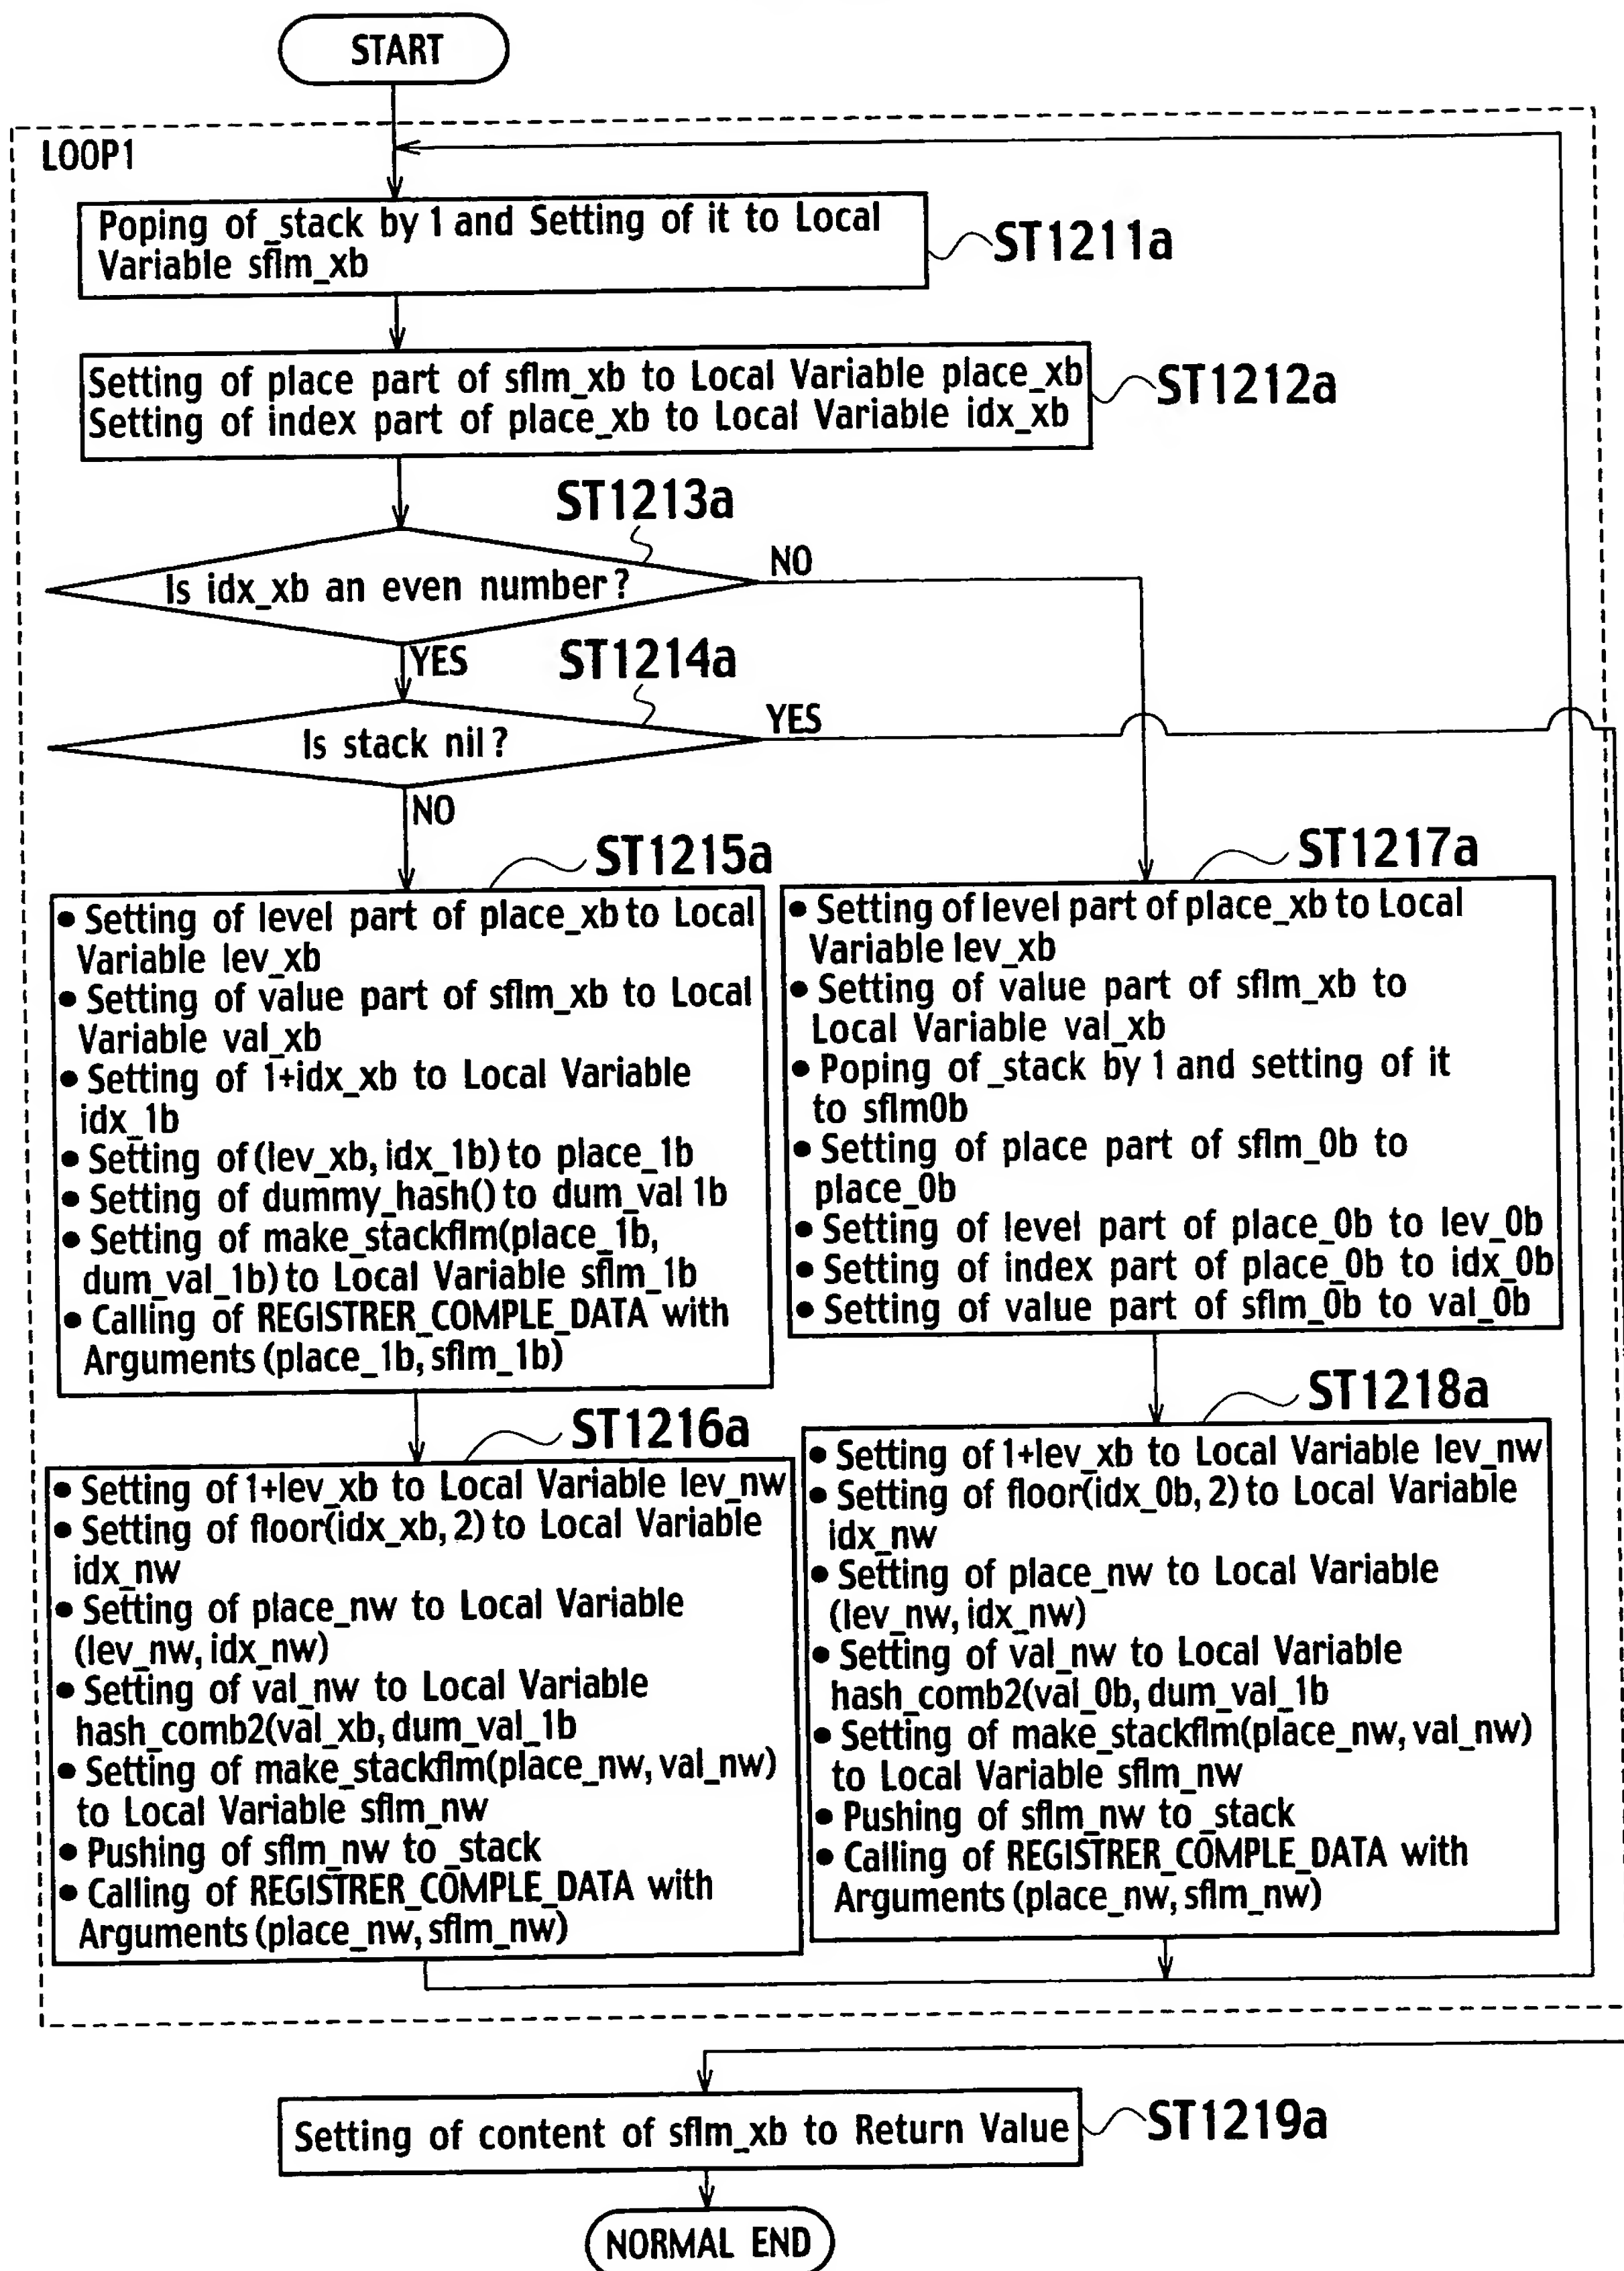 START
LOOP1
Poping of _stack by 1 and Setting of it to Local
Variable sflm_xb
ST1211a
Setting of place part of sflm_xb to Local Variable place_xb
Setting of index part of place_xb to Local Variable idx_xb
ST1212a
ST1213a
Is idx_xb an even number?
NO
YES
ST1214a
Is stack nil?
YES
NO
ST1215a
• Setting of level part of place_xb to Local
Variable lev_xb
• Setting of value part of sflm_xb to Local
Variable val_xb
• Setting of 1+idx_xb to Local Variable
idx_1b
• Setting of (lev_xb, idx_1b) to place_1b
• Setting of dummy_hash() to dum_val 1b
• Setting of make_stackflm(place_1b,
dum_val_1b) to Local Variable sflm_1b
• Calling of REGISTRER_COMPLE_DATA with
Arguments (place_1b, sflm_1b)
ST1217a
• Setting of level part of place_xb to Local
Variable lev_xb
• Setting of value part of sflm_xb to
Local Variable val_xb
• Poping of _stack by 1 and setting of it
to sflm0b
• Setting of place part of sflm_0b to
place_0b
• Setting of level part of place_0b to lev_0b
• Setting of index part of place_0b to idx_0b
• Setting of value part of sflm_0b to val_0b
ST1216a
• Setting of 1+lev_xb to Local Variable lev_nw
• Setting of floor(idx_xb, 2) to Local Variable
idx_nw
• Setting of place_nw to Local Variable
(lev_nw, idx_nw)
• Setting of val_nw to Local Variable
hash_comb2(val_xb, dum_val_1b
• Setting of make_stackflm(place_nw, val_nw)
to Local Variable sflm_nw
• Pushing of sflm_nw to _stack
• Calling of REGISTRER_COMPLE_DATA with
Arguments (place_nw, sflm_nw)
ST1218a
• Setting of 1+lev_xb to Local Variable lev_nw
• Setting of floor(idx_0b, 2) to Local Variable
idx_nw
• Setting of place_nw to Local Variable
(lev_nw, idx_nw)
• Setting of val_nw to Local Variable
hash_comb2(val_0b, dum_val_1b
• Setting of make_stackflm(place_nw, val_nw)
to Local Variable sflm_nw
• Pushing of sflm_nw to _stack
• Calling of REGISTRER_COMPLE_DATA with
Arguments (place_nw, sflm_nw)
Setting of content of sflm_xb to Return Value
ST1219a
NORMAL END